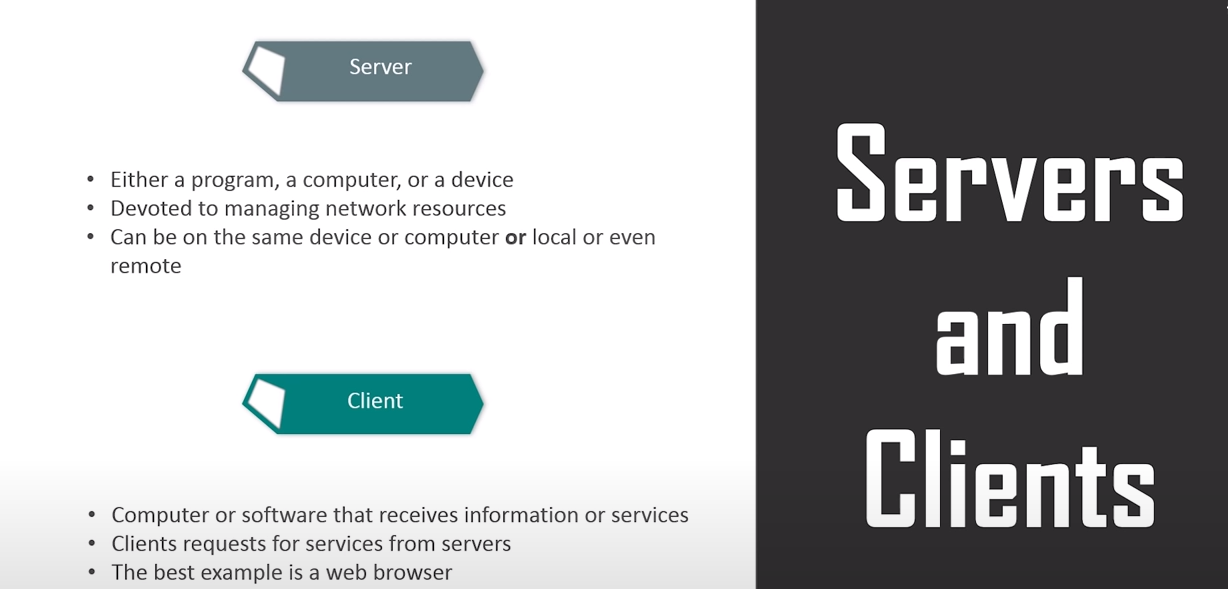 Server
• Either a program, a computer, or a device
• Devoted to managing network resources
• Can be on the same device or computer or local or even
remote
Client
• Computer or software that receives information or services
• Clients requests for services from servers
• The best example is a web browser
Servers
and
Clients